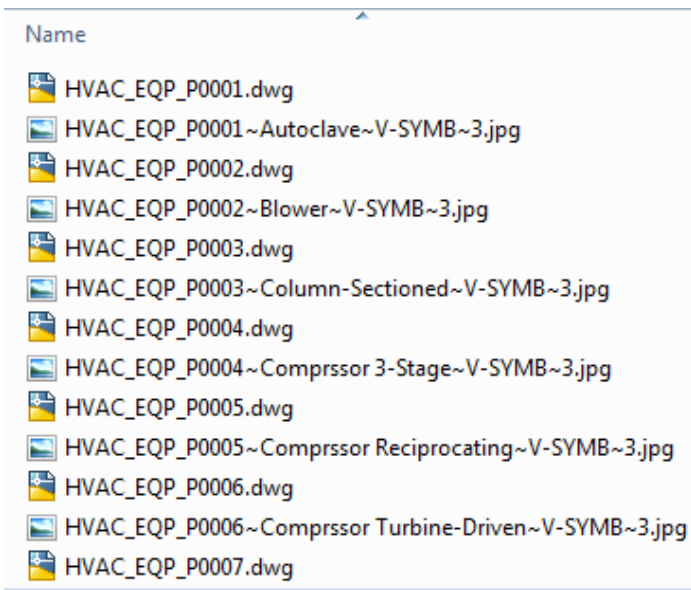 Name
HVAC_EQP_P0001.dwg
HVAC_EQP_P0001~Autoclave~V-SYMB~3.jpg
HVAC_EQP_P0002.dwg
HVAC_EQP_P0002~Blower~V-SYMB~3.jpg
HVAC_EQP_P0003.dwg
HVAC_EQP_P0003~Column-Sectioned~V-SYMB~3.jpg
HVAC_EQP_P0004.dwg
HVAC_EQP_P0004~Comprssor 3-Stage~V-SYMB~3.jpg
HVAC_EQP_P0005.dwg
HVAC_EQP_P0005~Comprssor Reciprocating~V-SYMB~3.jpg
HVAC_EQP_P0006.dwg
HVAC_EQP_P0006~Comprssor Turbine-Driven~V-SYMB~3.jpg
HVAC_EQP_P0007.dwg